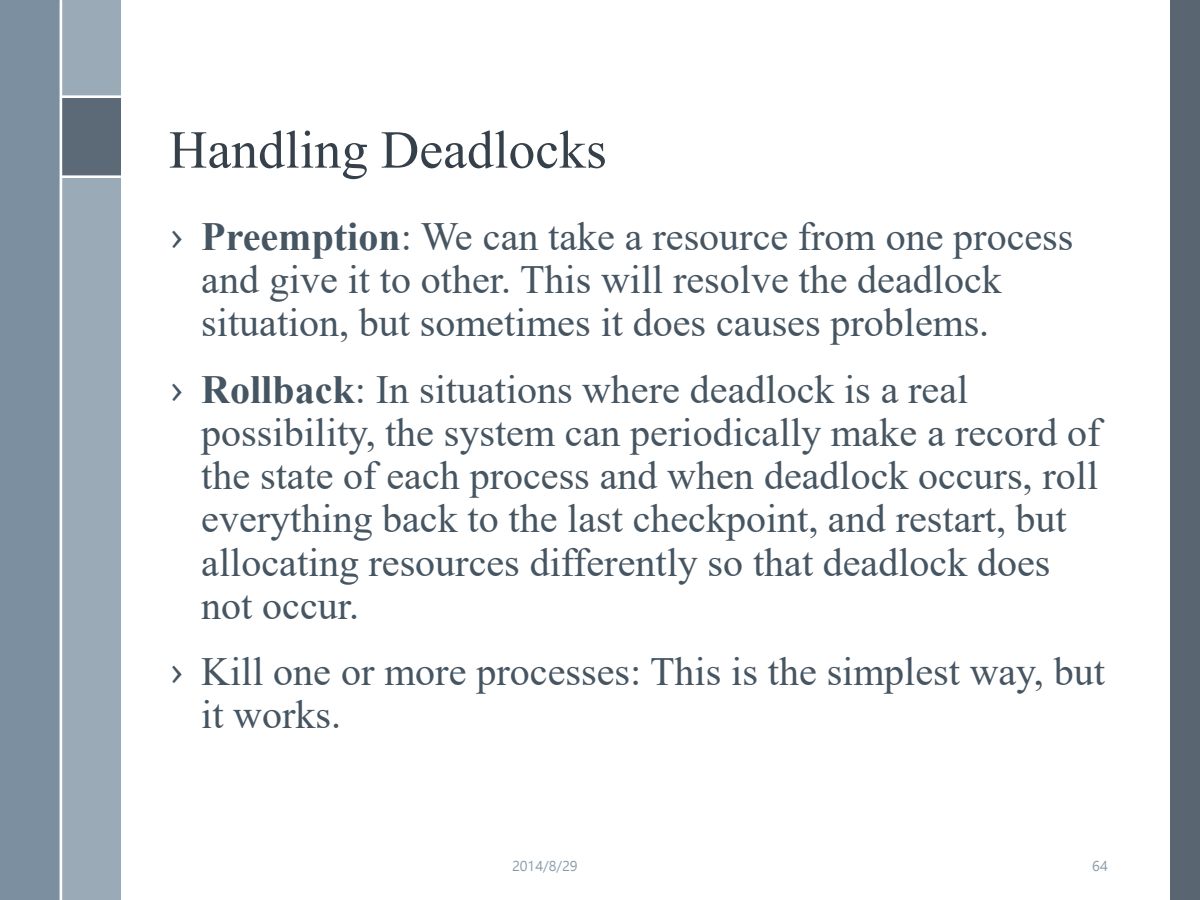 Handling Deadlocks
› Preemption: We can take a resource from one process
and give it to other. This will resolve the deadlock
situation, but sometimes it does causes problems.
› Rollback: In situations where deadlock is a real
possibility, the system can periodically make a record of
the state of each process and when deadlock occurs, roll
everything back to the last checkpoint, and restart, but
allocating resources differently so that deadlock does
not occur.
› Kill one or more processes: This is the simplest way, but
it works.
2014/8/29
64